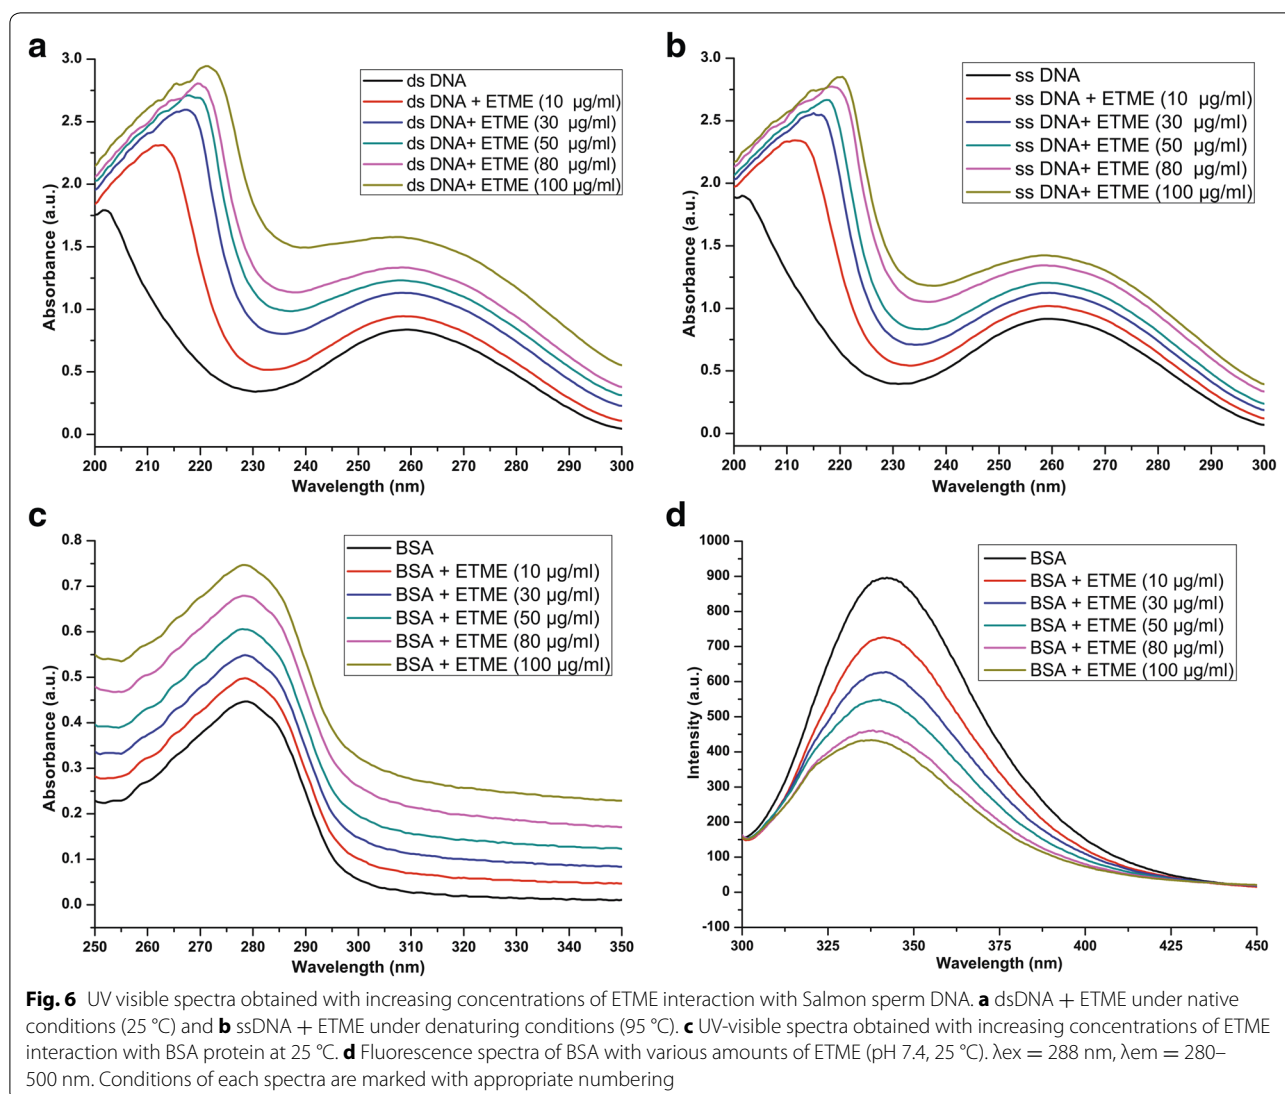 a
3.0
2.5
2.0
1.5
1.0
0.5
0.0
Absorbance (a.u.)
200 210 220 230 240 250 260 270 280 290 300
Wavelength (nm)
ds DNA
ds DNA + ETME (10 µg/ml)
ds DNA+ ETME (30 µg/ml)
ds DNA+ ETME (50 µg/ml)
ds DNA+ ETME (80 µg/ml)
ds DNA+ ETME (100 µg/ml)
b
3.0
2.5
2.0
1.5
1.0
0.5
0.0
Absorbance (a.u.)
200 210 220 230 240 250 260 270 280 290 300
Wavelength (nm)
ss DNA
ss DNA + ETME (10 µg/ml)
ss DNA+ ETME (30 µg/ml)
ss DNA+ ETME (50 µg/ml)
ss DNA+ ETME (80 µg/ml)
ss DNA+ ETME (100 µg/ml)
c
0.8
0.7
0.6
0.5
0.4
0.3
0.2
0.1
0.0
Absorbance (a.u.)
250 260 270 280 290 300 310 320 330 340 350
Wavelength (nm)
BSA
BSA + ETME (10 µg/ml)
BSA + ETME (30 µg/ml)
BSA + ETME (50 µg/ml)
BSA + ETME (80 µg/ml)
BSA + ETME (100 µg/ml)
d
1000
900
800
700
600
500
400
300
200
100
0
-100
Intensity (a.u.)
300 325 350 375 400 425 450
Wavelength (nm)
BSA
BSA + ETME (10 µg/ml)
BSA + ETME (30 µg/ml)
BSA + ETME (50 µg/ml)
BSA + ETME (80 µg/ml)
BSA + ETME (100 µg/ml)
Fig. 6 UV visible spectra obtained with increasing concentrations of ETME interaction with Salmon sperm DNA. a dsDNA + ETME under native
conditions (25 °C) and b ssDNA + ETME under denaturing conditions (95 °C). c UV-visible spectra obtained with increasing concentrations of ETME
interaction with BSA protein at 25 °C. d Fluorescence spectra of BSA with various amounts of ETME (pH 7.4, 25 °C). λex = 288 nm, λem = 280–
500 nm. Conditions of each spectra are marked with appropriate numbering